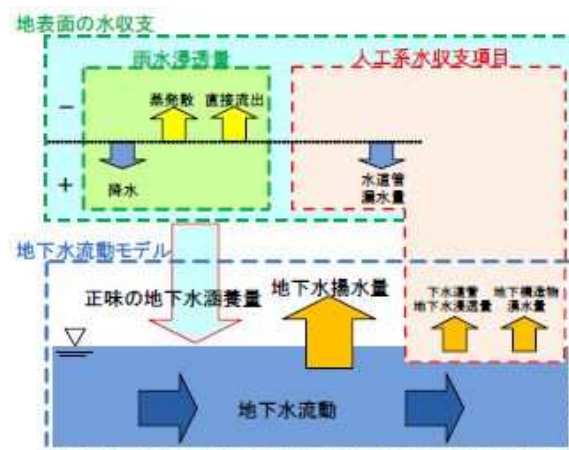 地表面の水収支
雨水浸透量
人工系水収支項目
蒸発散
直接流出
−
+
降水
水道管
漏水量
地下水流動モデル
正味の地下水涵養量
地下水揚水量
下水道管
地下水浸透量
地下構造物
湧水量
地下水流動